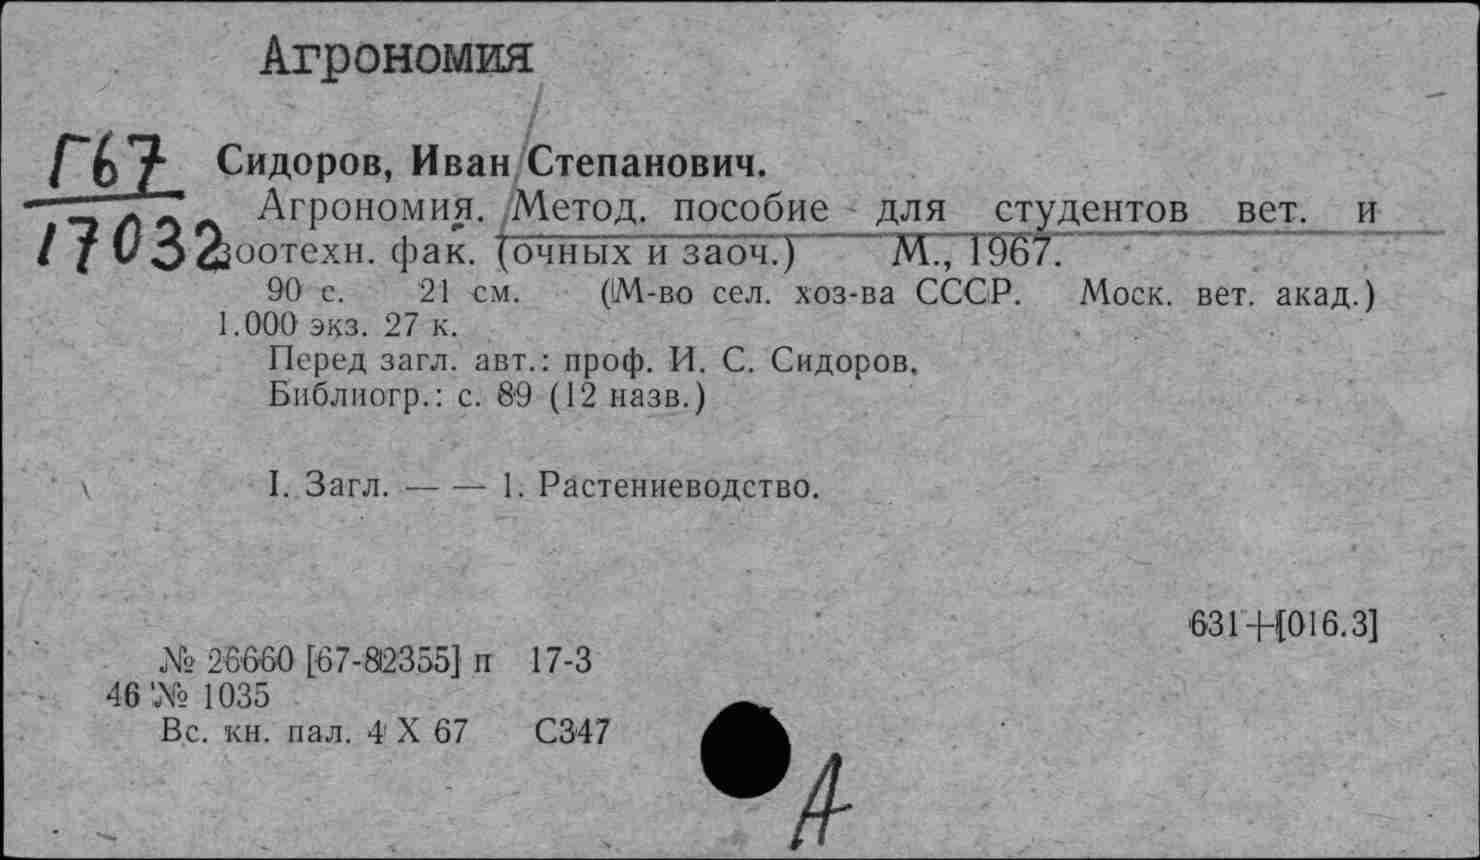 Агрономия
Г67
17032
Сидоров, Иван Степанович.
Агрономия. Метод. пособие для студентов вет. и
зоотехн. фак. (очных и заоч.) М., 1967.
90 с. 21 см. (М-во сел. хоз-ва СССР. Моск. вет. акад.)
1.000 экз. 27 к.
Перед загл. авт.: проф. И. С. Сидоров.
Библиогр.: с. 89 (12 назв.)
I. Загл. — — 1. Растениеводство.
631+[016.3]
№ 26660 [67-82355] п 17-3
46 № 1035
Вс. кн. пал. 4 X 67 С347
А